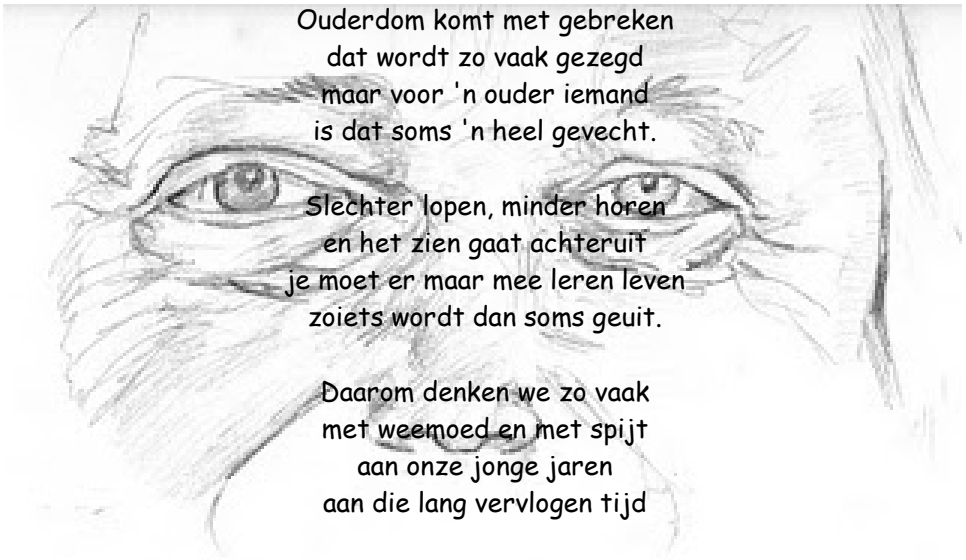 Ouderdom komt met gebreken
dat wordt zo vaak gezegd
maar voor 'n ouder iemand
is dat soms 'n heel gevecht.
Slechter lopen, minder horen
en het zien gaat achteruit
je moet er maar mee leren leven
zoiets wordt dan soms geuit.
Daarom denken we zo vaak
met weemoed en met spijt
aan onze jonge jaren
aan die lang vervlogen tijd